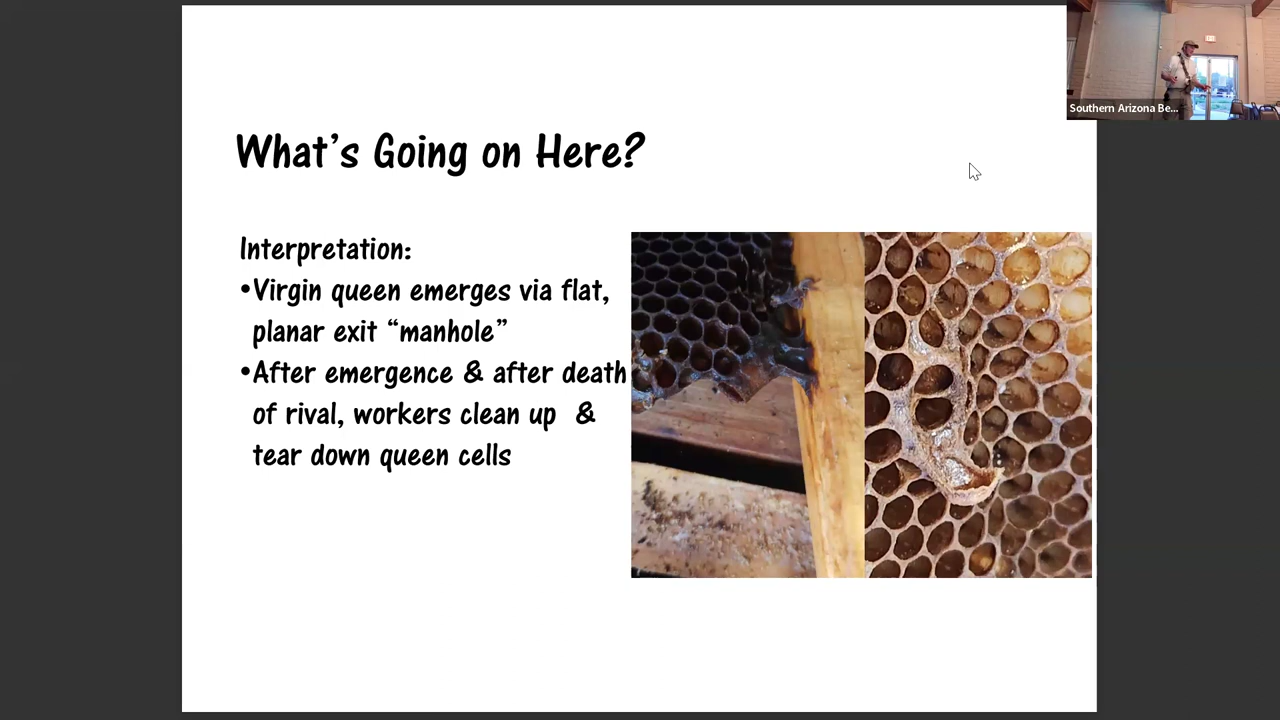 What's Going on Here?
Interpretation:
•Virgin queen emerges via flat,
planar exit “manhole”
•After emergence & after death
of rival, workers clean up & 
tear down queen cells
Southern Arizona Be...